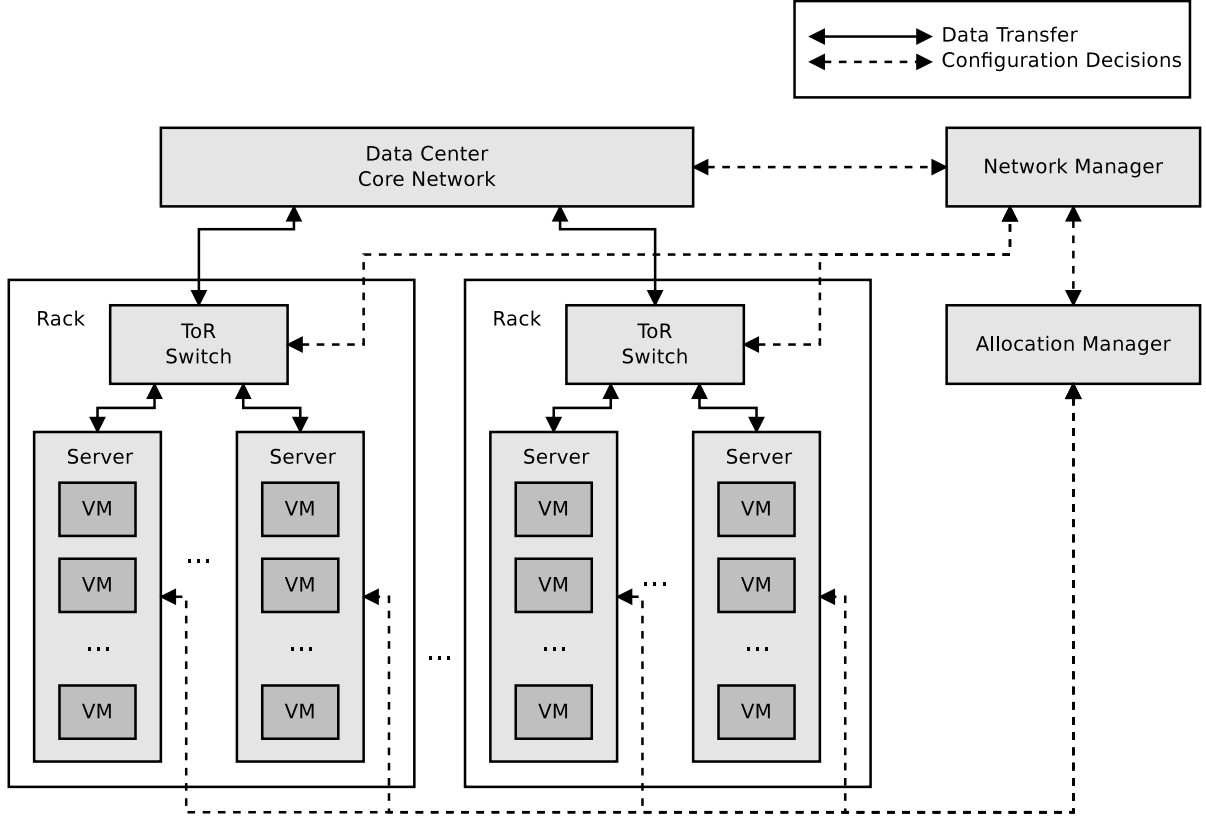 Data Transfer
Configuration Decisions
Data Center
Core Network
Network Manager
Rack
ToR
Switch
Rack
ToR
Switch
Allocation Manager
Server
Server
Server
Server
VM
VM
VM
VM
...
VM
VM
VM
...
VM
...
...
...
...
...
VM
VM
VM
VM